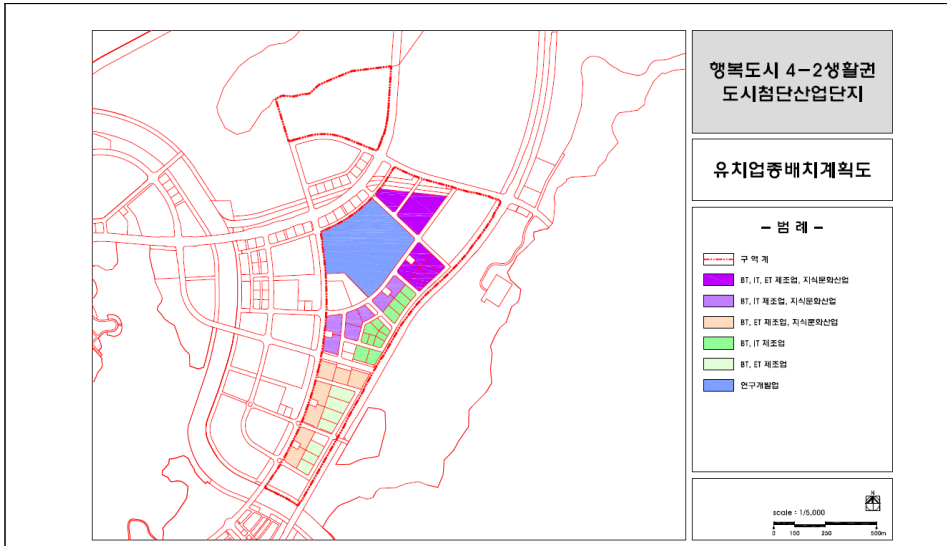 행복도시 4-2생활권
도시첨단산업단지
유치업종배치계획도
- 범 례 -
구 역 계
BT, IT, ET 제조업, 지식문화산업
BT, IT 제조업, 지식문화산업
BT, ET 제조업, 지식문화산업
BT, IT 제조업
BT, ET 제조업
연구개발업
N
scale : 1/5,000
0 100 250 500m